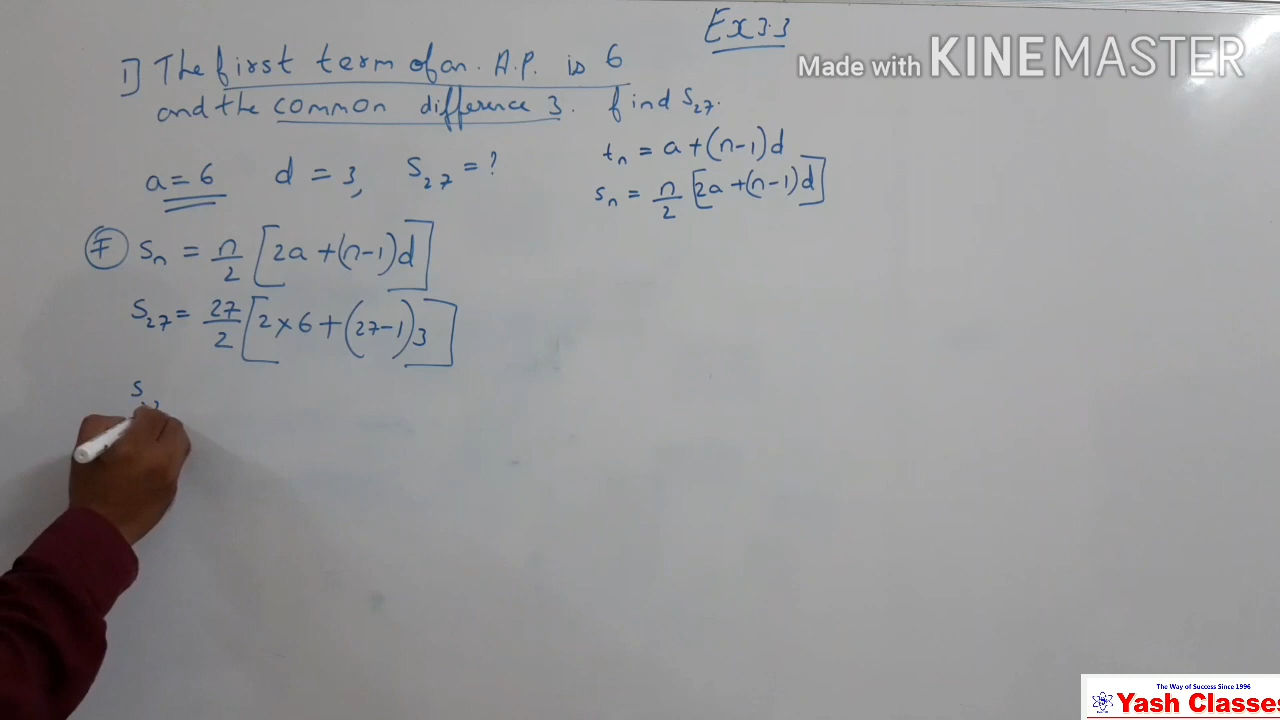 Ex 3.3
Made with KINEMASTER
1] The first term of an A.P. is 6
and the common difference 3. find S₂₇.
a = 6 d = 3, S₂₇ = ?
tₙ = a + (n-1)d
Sₙ = n/2 [2a + (n-1)d]
F Sₙ = n/2 [2a + (n-1)d]
S₂₇ = 27/2 [2 × 6 + (27-1)3]
S
The Way of Success Since 1996
Yash Classes